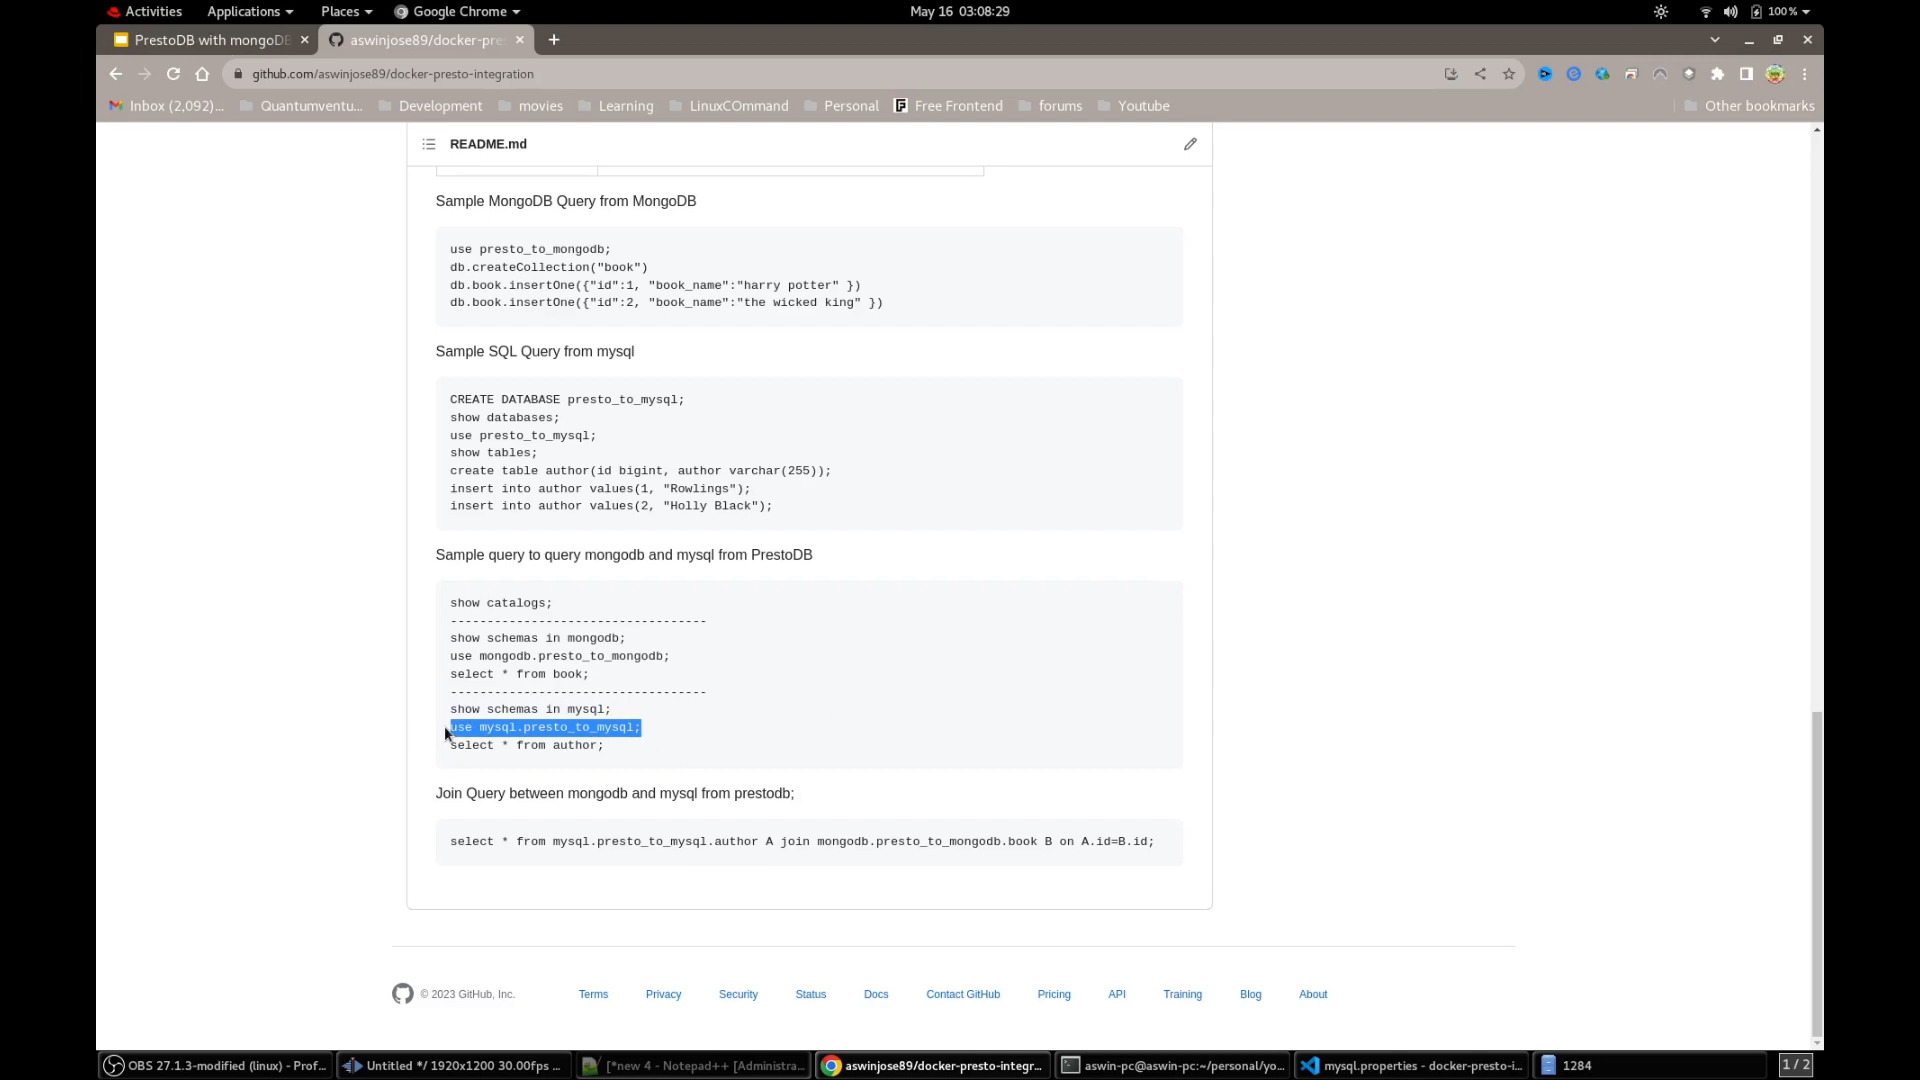 Activities
Applications
Places
Google Chrome
May 16 03:08:29
100%
PrestoDB with mongoDB
aswinjose89/docker-pre
github.com/aswinjose89/docker-presto-integration
Inbox (2,092)...
Quantumventu...
Development
movies
Learning
LinuxCOmmand
Personal
Free Frontend
forums
Youtube
Other bookmarks
README.md
Sample MongoDB Query from MongoDB
use presto_to_mongodb;
db.createCollection("book")
db.book.insertOne({"id":1, "book_name":"harry potter" })
db.book.insertOne({"id":2, "book_name":"the wicked king" })
Sample SQL Query from mysql
CREATE DATABASE presto_to_mysql;
show databases;
use presto_to_mysql;
show tables;
create table author(id bigint, author varchar(255));
insert into author values(1, "Rowlings");
insert into author values(2, "Holly Black");
Sample query to query mongodb and mysql from PrestoDB
show catalogs;
-----------------------------------
show schemas in mongodb;
use mongodb.presto_to_mongodb;
select * from book;
-----------------------------------
show schemas in mysql;
use mysql.presto_to_mysql;
select * from author;
Join Query between mongodb and mysql from prestodb;
select * from mysql.presto_to_mysql.author A join mongodb.presto_to_mongodb.book B on A.id=B.id;
© 2023 GitHub, Inc.
Terms
Privacy
Security
Status
Docs
Contact GitHub
Pricing
API
Training
Blog
About
OBS 27.1.3-modified (linux) - Prof...
Untitled */ 1920x1200 30.00fps ...
[*new 4 - Notepad++ [Administra...
aswinjose89/docker-presto-integr...
aswin-pc@aswin-pc:~/personal/yo...
mysql.properties - docker-presto-i...
1284
1 / 2